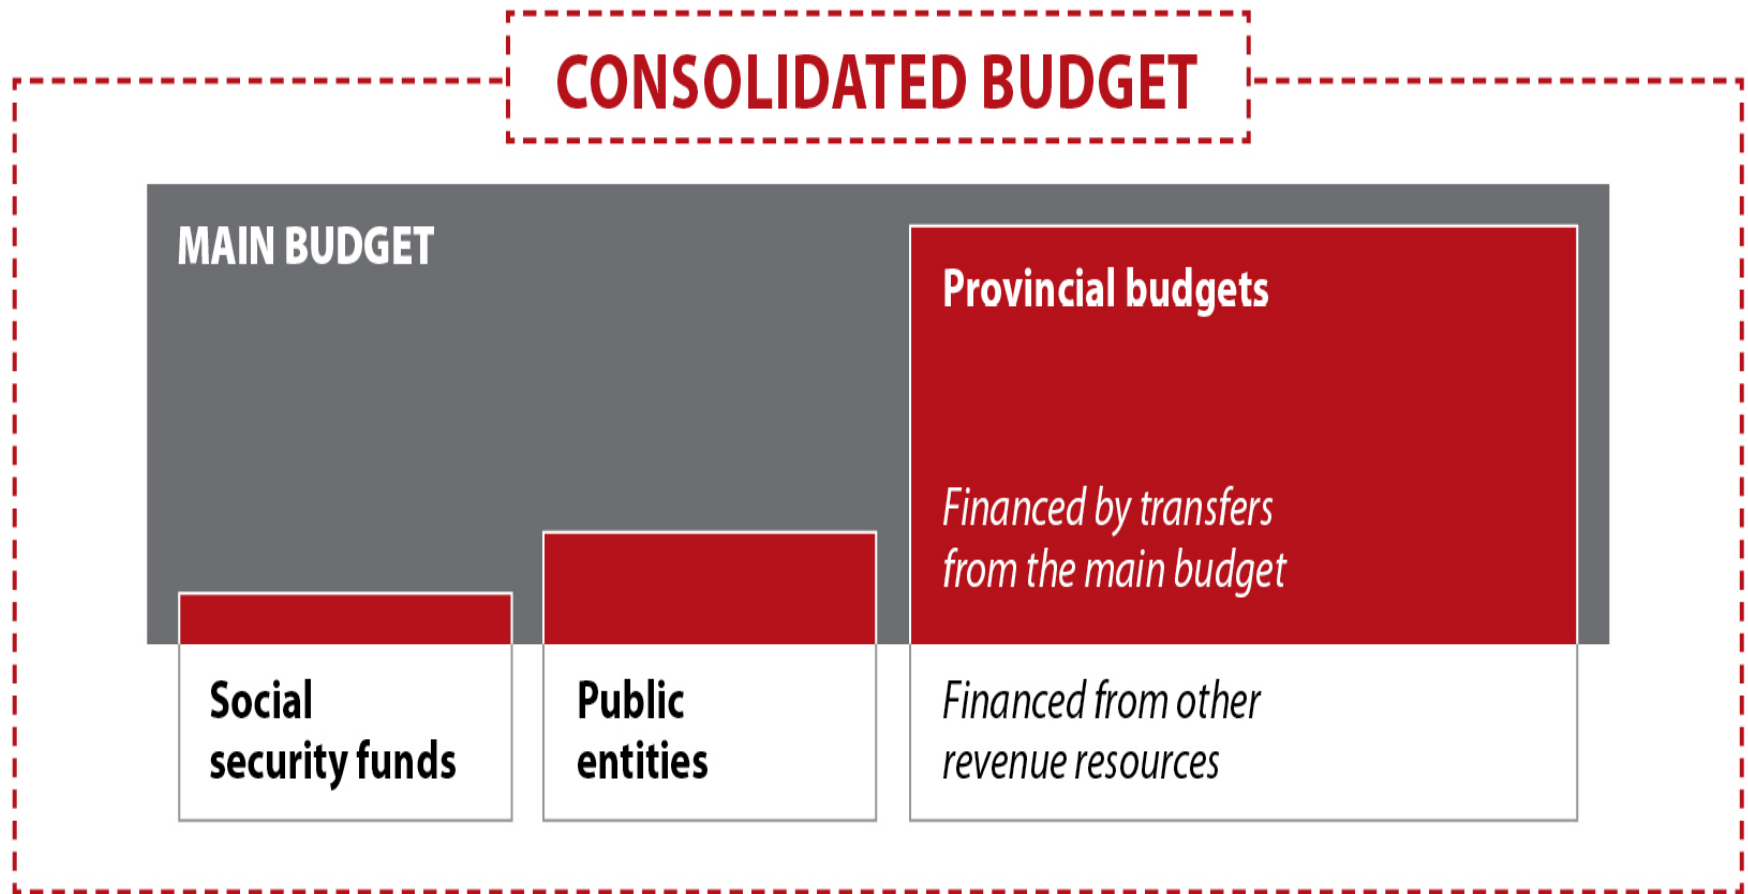 CONSOLIDATED BUDGET
MAIN BUDGET
Provincial budgets
Financed by transfers
from the main budget
Social
security funds
Public
entities
Financed from other
revenue resources